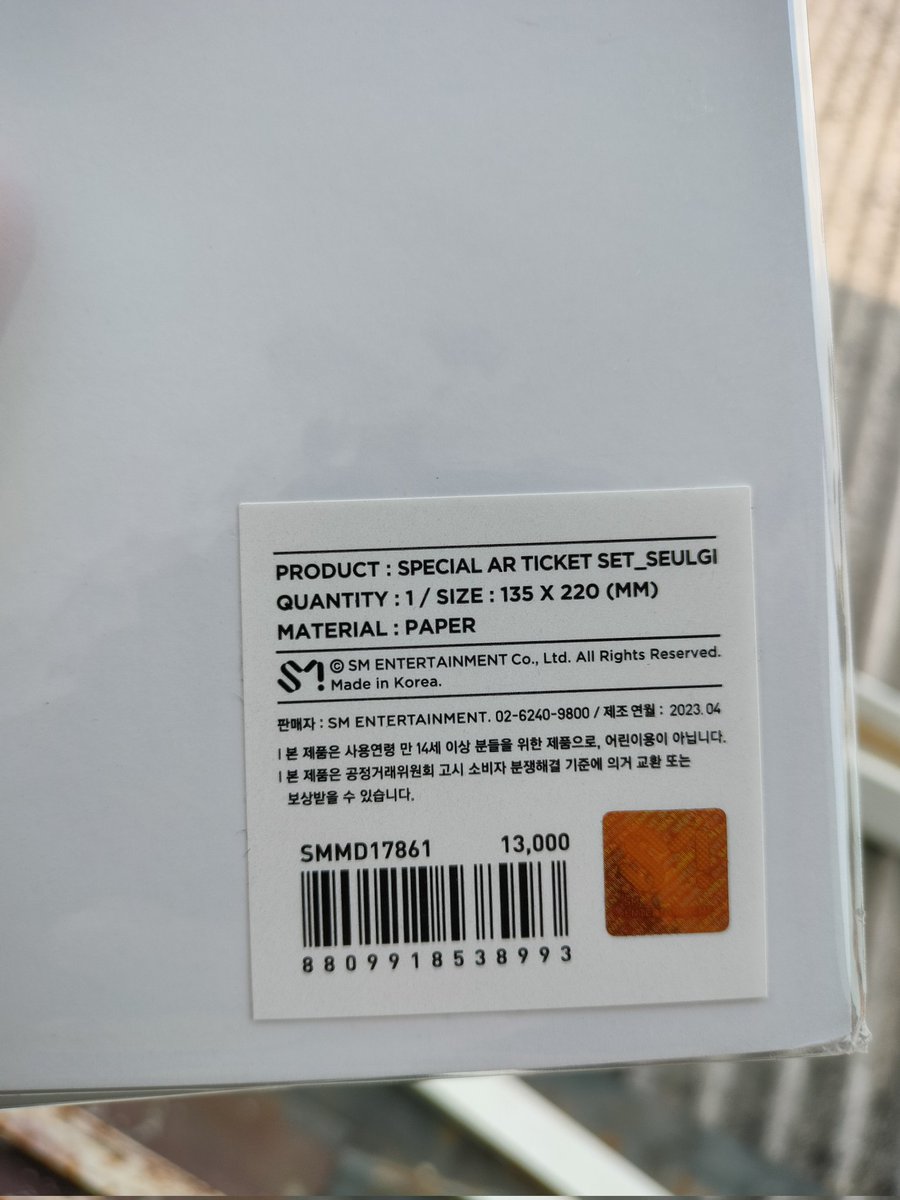 PRODUCT : SPECIAL AR TICKET SET_SEULGI
QUANTITY : 1 / SIZE : 135 X 220 (MM)
MATERIAL : PAPER
SM! © SM ENTERTAINMENT Co., Ltd. All Rights Reserved.
Made in Korea.
판매자 : SM ENTERTAINMENT. 02-6240-9800 / 제조연월 : 2023. 04
l 본 제품은 사용연령 만 14세 이상 분들을 위한 제품으로, 어린이용이 아닙니다.
l 본 제품은 공정거래위원회 고시 소비자 분쟁해결 기준에 의거 교환 또는
보상받을 수 있습니다.
SMMD17861 13,000
8809918538993